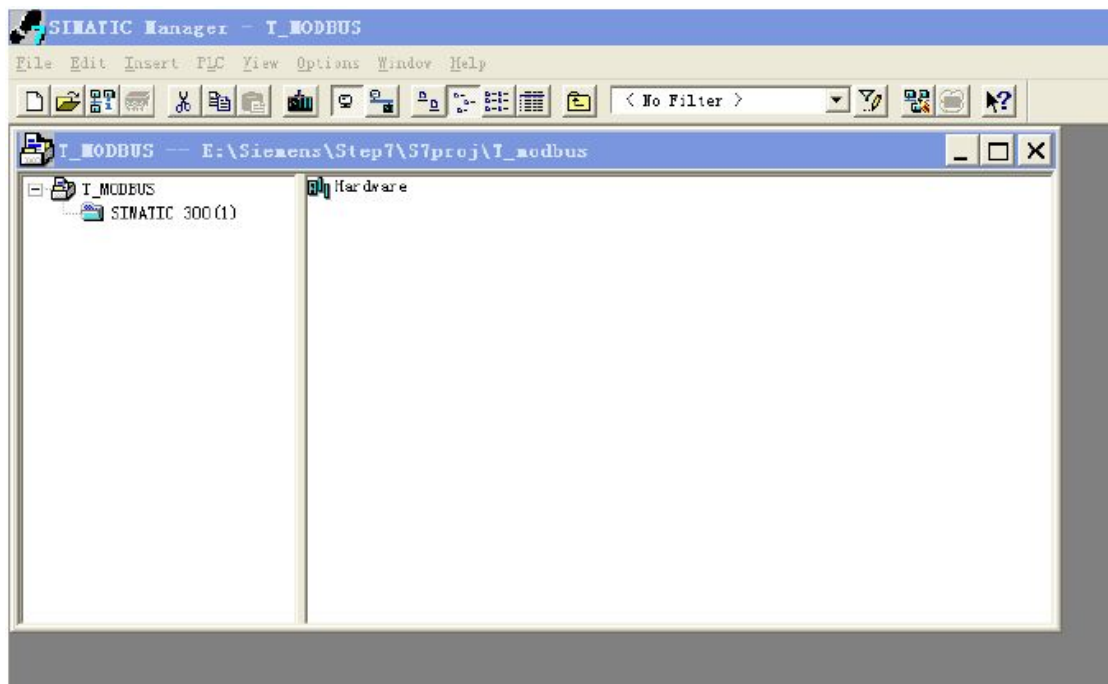 SIMATIC Manager - T_MODBUS
File Edit Insert PLC View Options Window Help
< No Filter >
T_MODBUS -- E:\Siemens\Step7\S7proj\T_modbus
T_MODBUS
Hardware
SIMATIC 300(1)